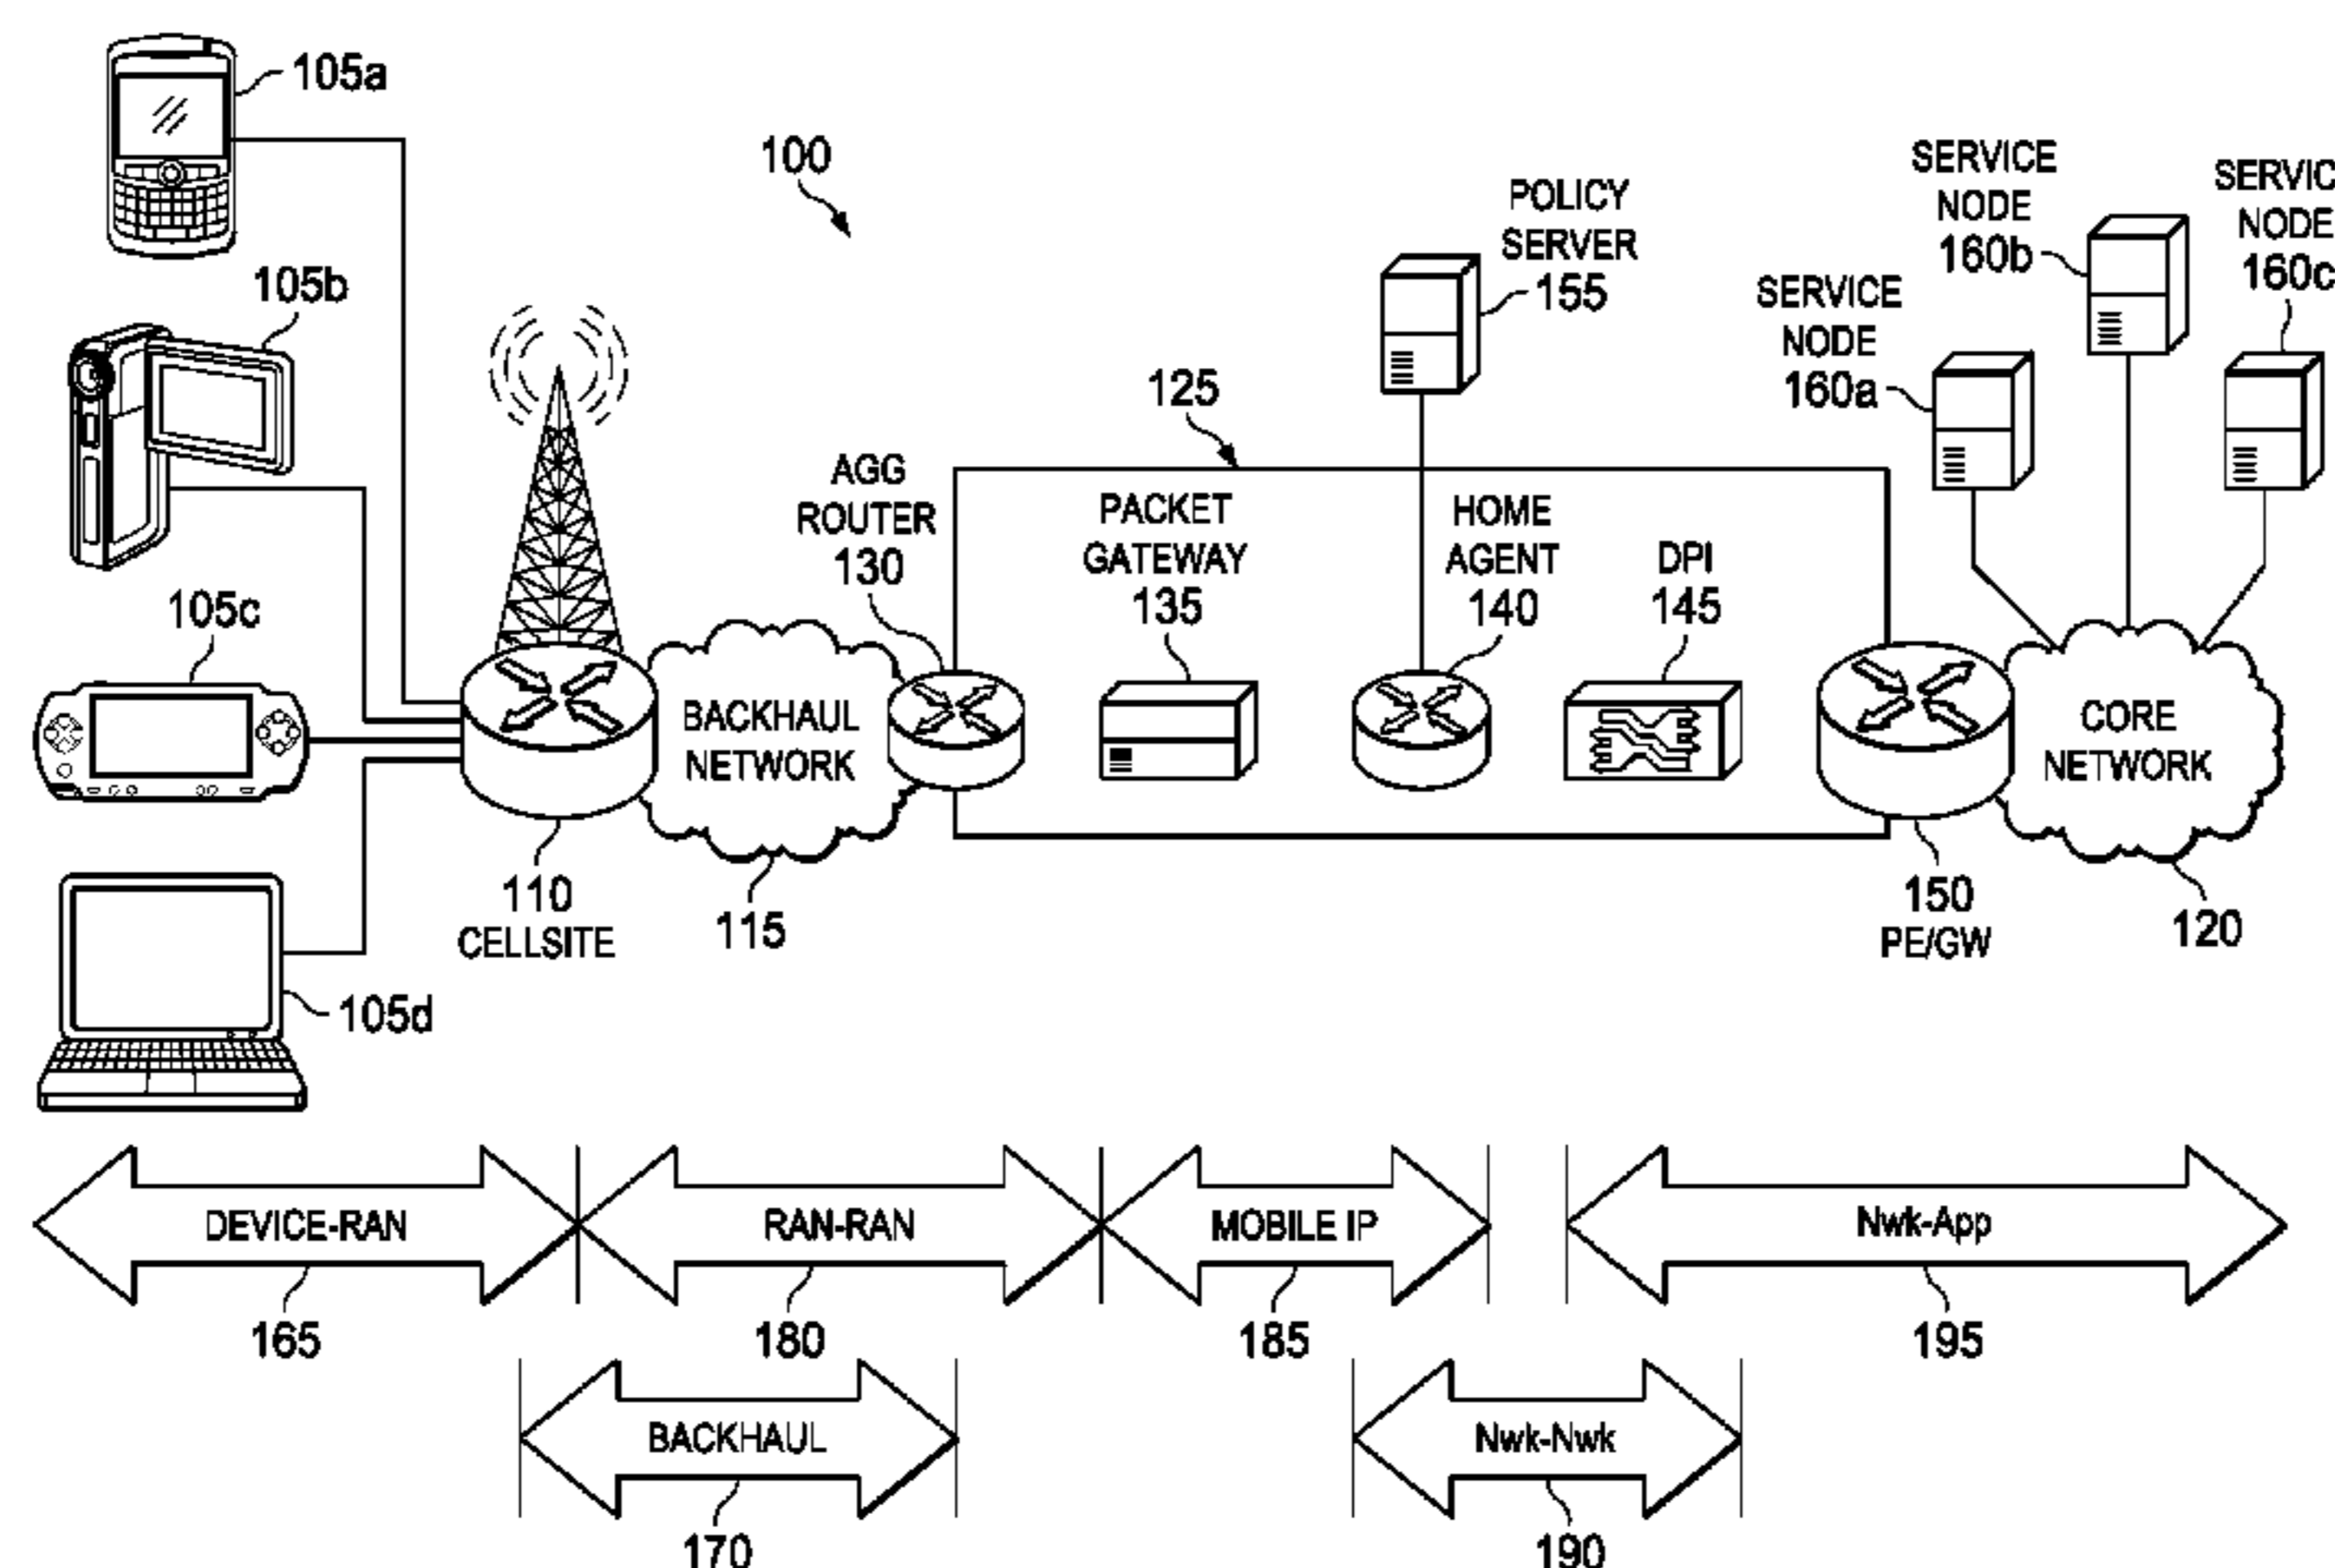 105a
100
105b
POLICY
SERVER
155
SERVICE
NODE
160a
SERVICE
NODE
160b
SERVIC
NODE
160c
125
AGG
ROUTER
130
PACKET
GATEWAY
135
HOME
AGENT
140
DPI
145
105c
BACKHAUL
NETWORK
CORE
NETWORK
110
CELLSITE
115
150
PE/GW
120
105d
DEVICE-RAN
RAN-RAN
MOBILE IP
Nwk-App
165
180
185
195
BACKHAUL
Nwk-Nwk
170
190